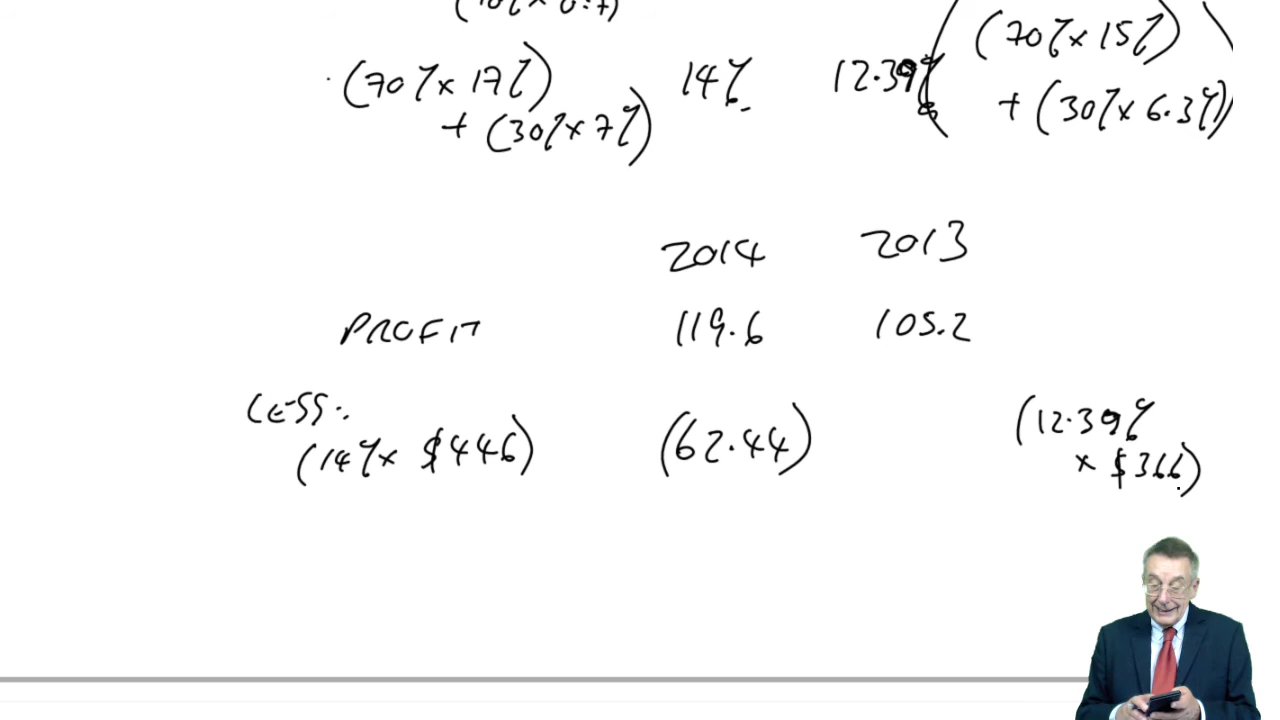 (70% × 15%)
(70% × 17%) 14% 12.39%
+ (30% × 7%) + (30% × 6.3%)
2014 2013
PROFIT 119.6 105.2
LESS:
(14% × $446) (62.44) (12.39%
× $366)